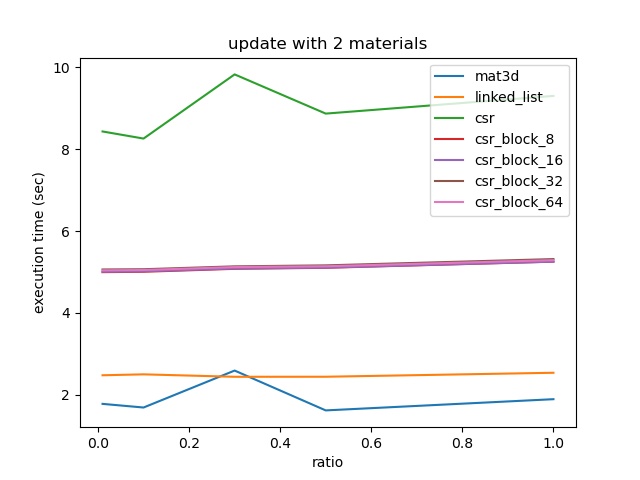 update with 2 materials
execution time (sec)
10
8
6
4
2
mat3d
linked_list
csr
csr_block_8
csr_block_16
csr_block_32
csr_block_64
0.0 0.2 0.4 0.6 0.8 1.0
ratio